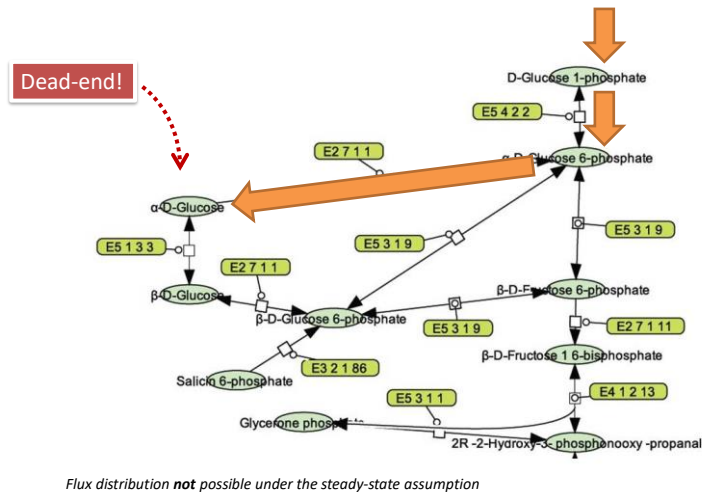 D-Glucose 1-phosphate
Dead-end!
E5 4 2 2
E2 7 1 1
α-D-Glucose 6-phosphate
α-D-Glucose
E5 3 1 9
E5 3 1 9
E5 1 3 3
E2 7 1 1
β-D-Glucose
β-D-Fructose 6-phosphate
β-D-Glucose 6-phosphate
E5 3 1 9
E2 7 1 11
β-D-Fructose 1 6-bisphosphate
E3 2 1 86
Salicin 6-phosphate
E5 3 1 1
E4 1 2 13
Glycerone phosphate
2R -2-Hydroxy-3- phosphonooxy -propanal
Flux distribution not possible under the steady-state assumption